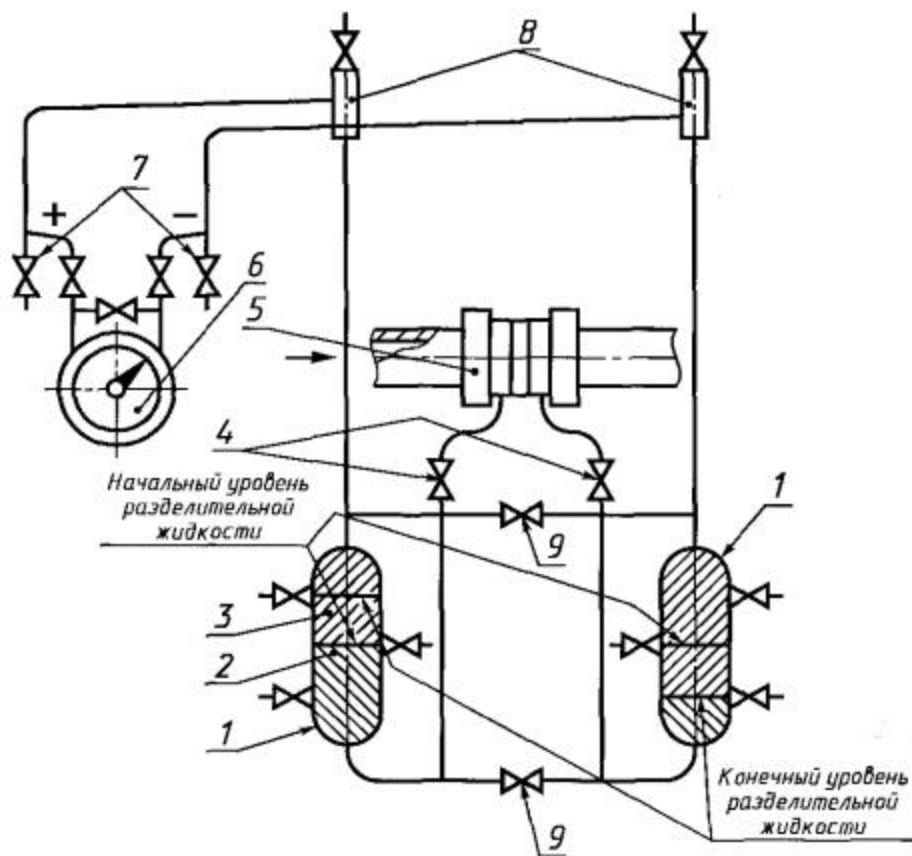 8
7
+
−
6
5
4
Начальный уровень
разделительной
жидкости
1
9
3
2
1
Конечный уровень
разделительной
жидкости
9